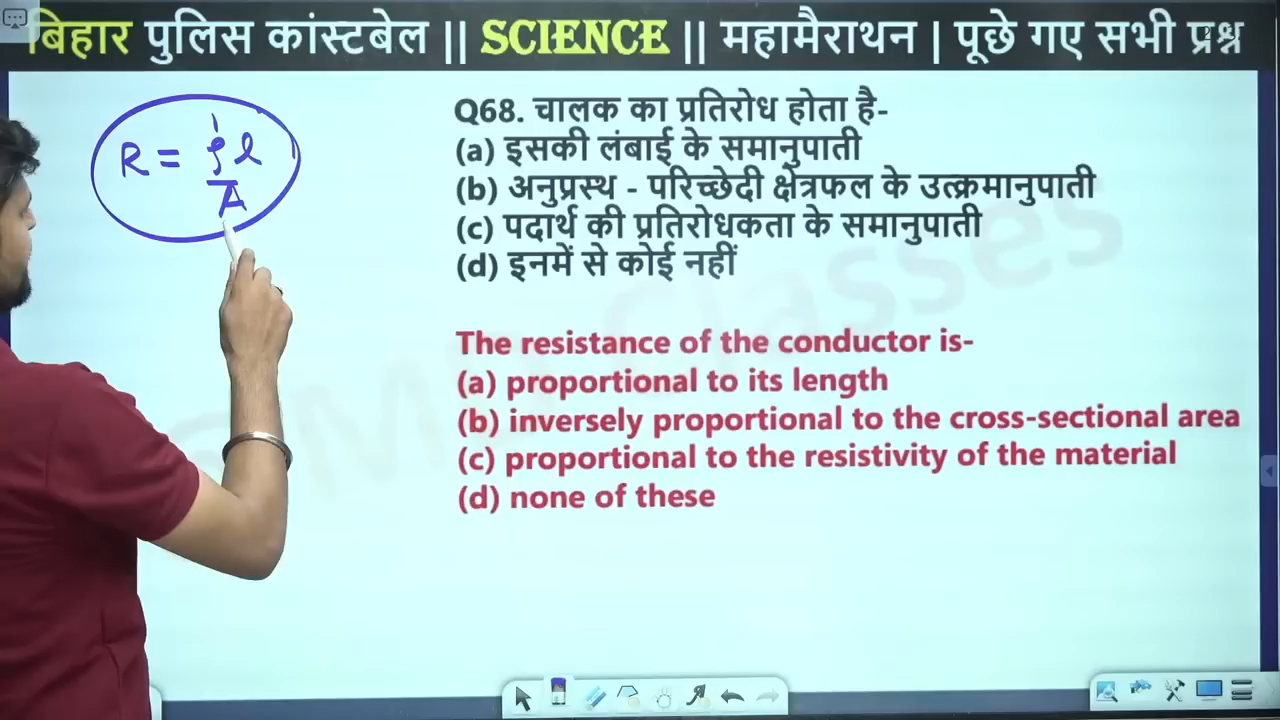 बिहार पुलिस कांस्टबेल || SCIENCE || महामैराथन | पूछे गए सभी प्रश्न
R = ρl
A
Q68. चालक का प्रतिरोध होता है-
(a) इसकी लंबाई के समानुपाती
(b) अनुप्रस्थ - परिच्छेदी क्षेत्रफल के उत्क्रमानुपाती
(c) पदार्थ की प्रतिरोधकता के समानुपाती
(d) इनमें से कोई नहीं
The resistance of the conductor is-
(a) proportional to its length
(b) inversely proportional to the cross-sectional area
(c) proportional to the resistivity of the material
(d) none of these
Classes